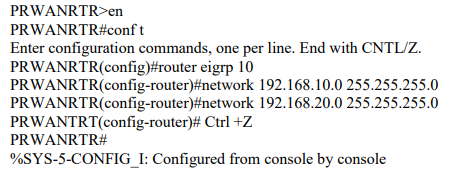 PRWANRTR>en
PRWANRTR#conf t
Enter configuration commands, one per line. End with CNTL/Z.
PRWANRTR(config)#router eigrp 10
PRWANRTR(config-router)#network 192.168.10.0 255.255.255.0
PRWANRTR(config-router)#network 192.168.20.0 255.255.255.0
PRWANTRT(config-router)# Ctrl +Z
PRWANRTR#
%SYS-5-CONFIG_I: Configured from console by console